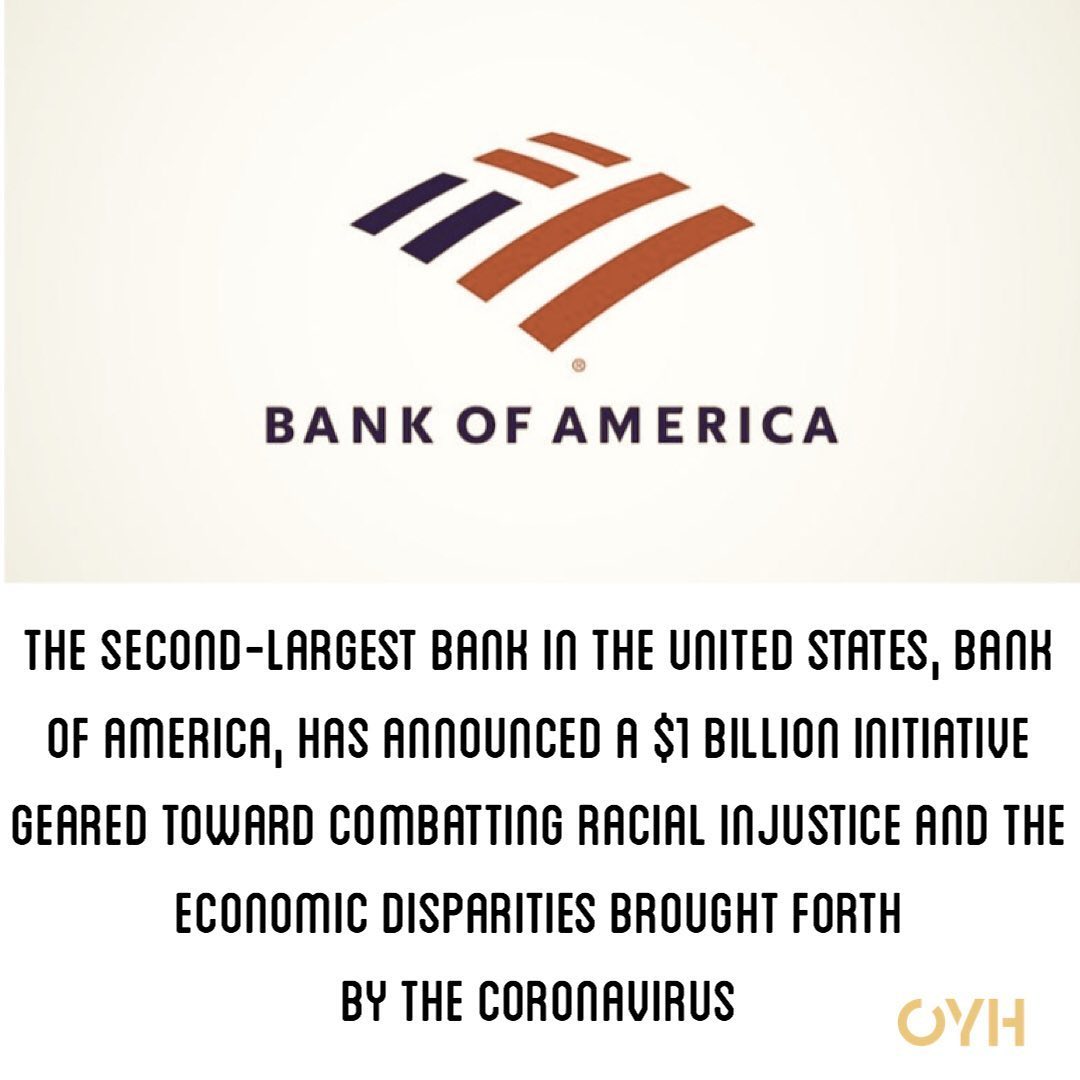 ®
BANK OF AMERICA
THE SECOND-LARGEST BANK IN THE UNITED STATES, BANK
OF AMERICA, HAS ANNOUNCED A $1 BILLION INITIATIVE
GEARED TOWARD COMBATTING RACIAL INJUSTICE AND THE
ECONOMIC DISPARITIES BROUGHT FORTH
BY THE CORONAVIRUS
OYH